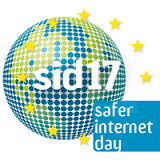 sid17
safer
internet
day